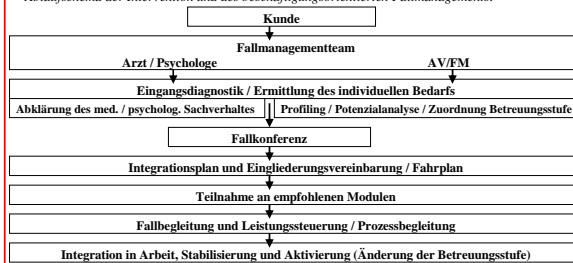 Ablaufschema der Intervention und des beschäftigungsorientierten Fallmanagements:
Kunde
Fallmanagementteam
Arzt / Psychologe AV/FM
Eingangsdiagnostik / Ermittlung des individuellen Bedarfs
Abklärung des med. / psycholog. Sachverhaltes Profiling / Potenzialanalyse / Zuordnung Betreuungsstufe
Fallkonferenz
Integrationsplan und Eingliederungsvereinbarung / Fahrplan
Teilnahme an empfohlenen Modulen
Fallbegleitung und Leistungssteuerung / Prozessbegleitung
Integration in Arbeit, Stabilisierung und Aktivierung (Änderung der Betreuungsstufe)